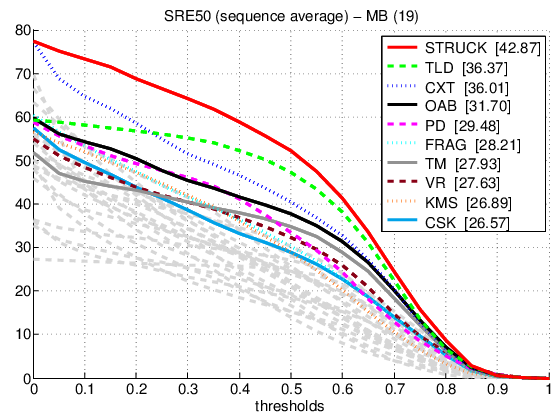 SRE50 (sequence average) – MB (19)
80
70
60
50
40
30
20
10
0
STRUCK [42.87]
TLD [36.37]
CXT [36.01]
OAB [31.70]
PD [29.48]
FRAG [28.21]
TM [27.93]
VR [27.63]
KMS [26.89]
CSK [26.57]
0 0.1 0.2 0.3 0.4 0.5 0.6 0.7 0.8 0.9 1
thresholds